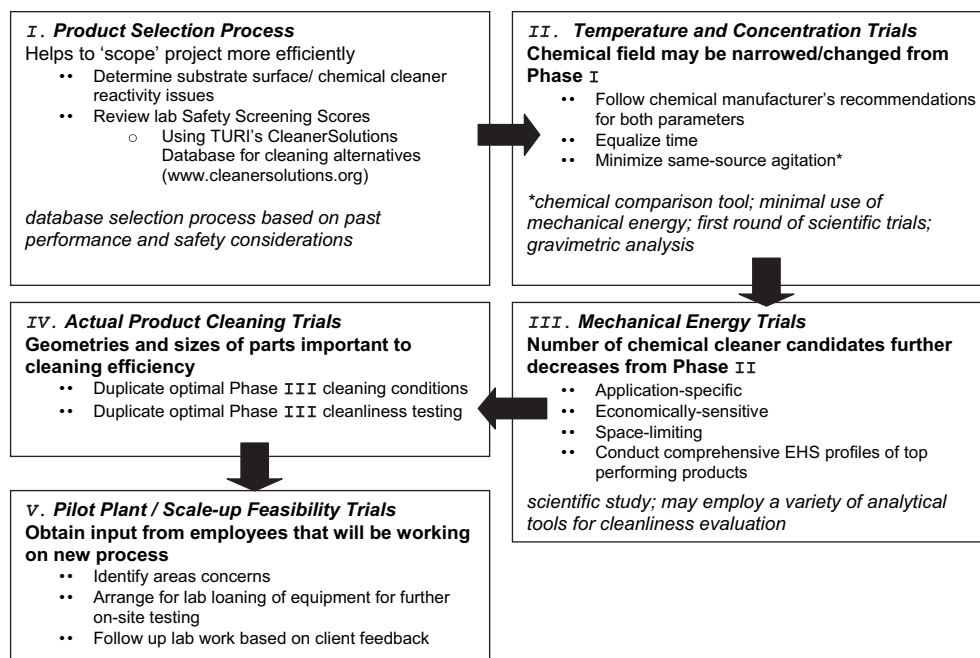 I. Product Selection Process
Helps to ‘scope’ project more efficiently
•• Determine substrate surface/ chemical cleaner
reactivity issues
•• Review lab Safety Screening Scores
○ Using TURI’s CleanerSolutions
Database for cleaning alternatives
(www.cleanersolutions.org)
database selection process based on past
performance and safety considerations
II. Temperature and Concentration Trials
Chemical field may be narrowed/changed from
Phase I
•• Follow chemical manufacturer’s recommendations
for both parameters
•• Equalize time
•• Minimize same-source agitation*
*chemical comparison tool; minimal use of
mechanical energy; first round of scientific trials;
gravimetric analysis
III. Mechanical Energy Trials
Number of chemical cleaner candidates further
decreases from Phase II
•• Application-specific
•• Economically-sensitive
•• Space-limiting
•• Conduct comprehensive EHS profiles of top
performing products
scientific study; may employ a variety of analytical
tools for cleanliness evaluation
IV. Actual Product Cleaning Trials
Geometries and sizes of parts important to
cleaning efficiency
•• Duplicate optimal Phase III cleaning conditions
•• Duplicate optimal Phase III cleanliness testing
V. Pilot Plant / Scale-up Feasibility Trials
Obtain input from employees that will be working
on new process
•• Identify areas concerns
•• Arrange for lab loaning of equipment for further
on-site testing
•• Follow up lab work based on client feedback